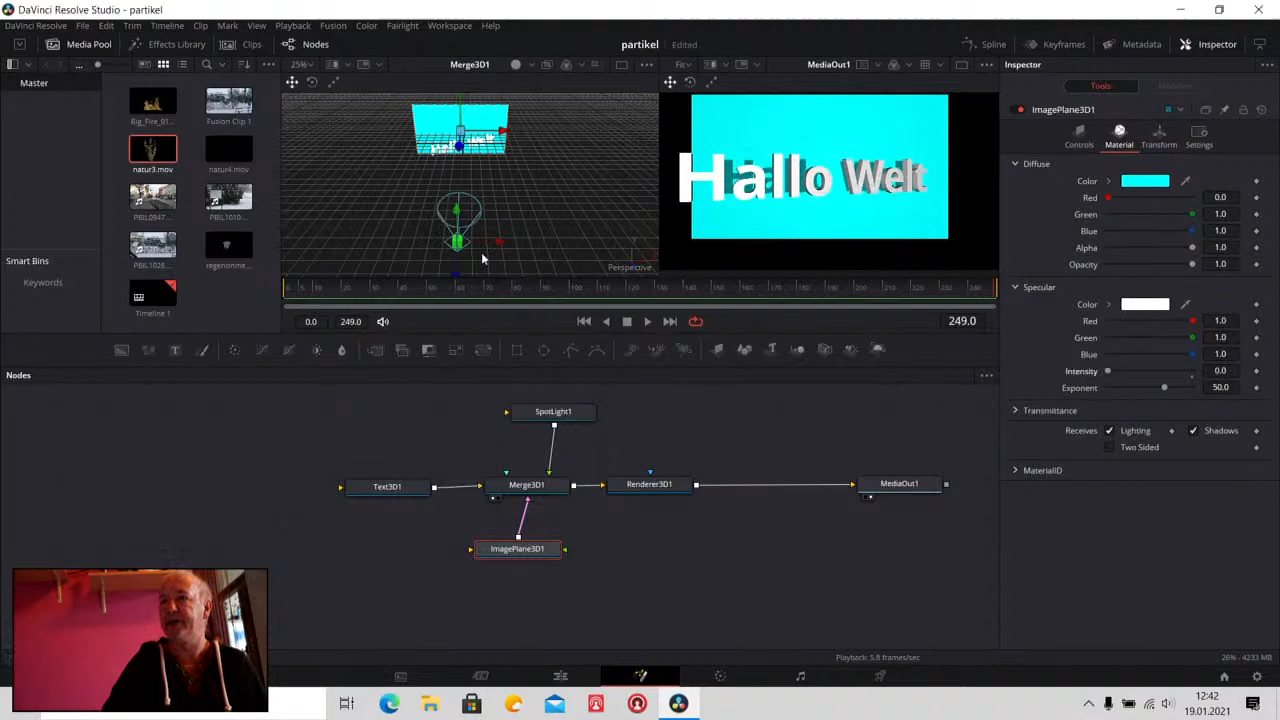 DaVinci Resolve Studio - partikel
DaVinci Resolve File Edit Trim Timeline Clip Mark View Playback Fusion Color Fairlight Workspace Help
Media Pool Effects Library Clips Nodes partikel Edited Spline Keyframes Metadata Inspector
25% Merge3D1 Fit MediaOut1 Inspector
Master
Tools
Big_Fire_01... Fusion Clip 1
ImagePlane3D1
Controls Material Transform Settings
natur3.mov natur4.mov
Hallo Welt
Diffuse
Color
Red 0.0
Green 1.0
Blue 1.0
Alpha 1.0
Opacity 1.0
PBIL0947... PBIL1010...
Smart Bins
Keywords
PBIL1026... regenonme...
Perspective
Timeline 1
0.0 249.0
249.0
Specular
Color
Red 1.0
Green 1.0
Blue 1.0
Intensity 0.0
Exponent 50.0
Transmittance
Receives Lighting Shadows
Two Sided
MaterialID
Nodes
SpotLight1
Text3D1 Merge3D1 Renderer3D1 MediaOut1
ImagePlane3D1
Playback: 5.8 frames/sec
26% - 4233 MB
12:42
19.01.2021